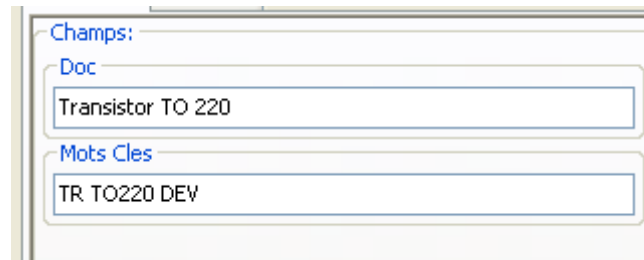 Champs:
Doc
Transistor TO 220
Mots Cles
TR TO220 DEV